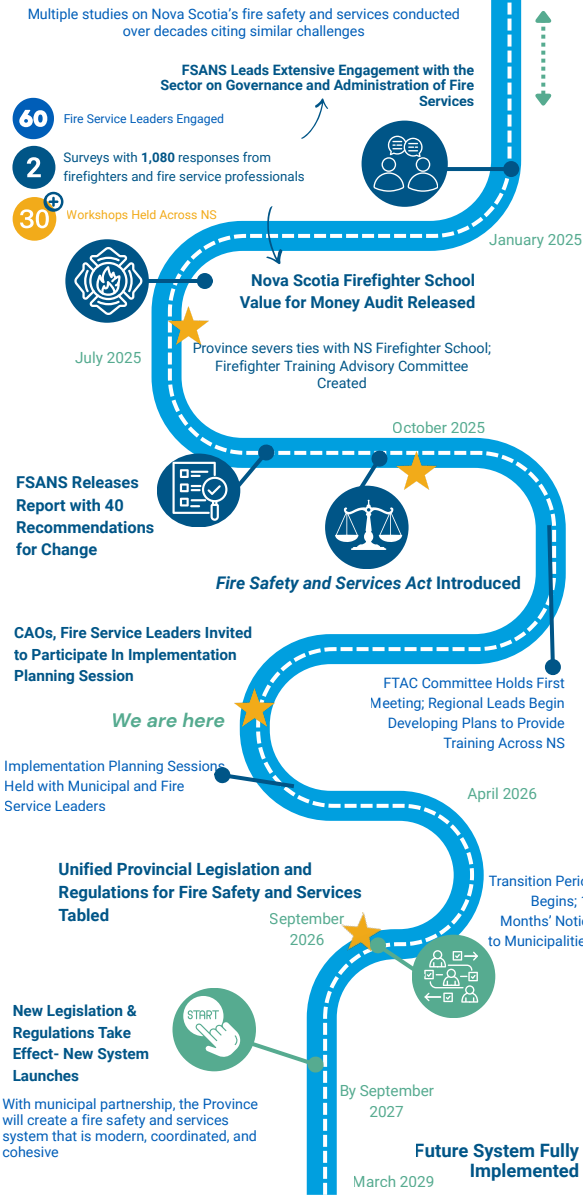 Multiple studies on Nova Scotia's fire safety and services conducted
over decades citing similar challenges
FSANS Leads Extensive Engagement with the
Sector on Governance and Administration of Fire
Services
60
Fire Service Leaders Engaged
2
Surveys with 1,080 responses from
firefighters and fire service professionals
30+
Workshops Held Across NS
January 2025
Nova Scotia Firefighter School
Value for Money Audit Released
July 2025
Province severs ties with NS Firefighter School;
Firefighter Training Advisory Committee
Created
October 2025
FSANS Releases
Report with 40
Recommendations
for Change
Fire Safety and Services Act Introduced
CAOs, Fire Service Leaders Invited
to Participate In Implementation
Planning Session
FTAC Committee Holds First
Meeting; Regional Leads Begin
Developing Plans to Provide
Training Across NS
We are here
Implementation Planning Sessions
Held with Municipal and Fire
Service Leaders
April 2026
Unified Provincial Legislation and
Regulations for Fire Safety and Services
Tabled
Transition
Begins;
Months'
to
September
2026
START
New Legislation &
Regulations Take
Effect- New System
Launches
By September
2027
With municipal partnership, the Province
will create a fire safety and services
system that is modern, coordinated, and
cohesive
Future System Fully
Implemented
March 2029